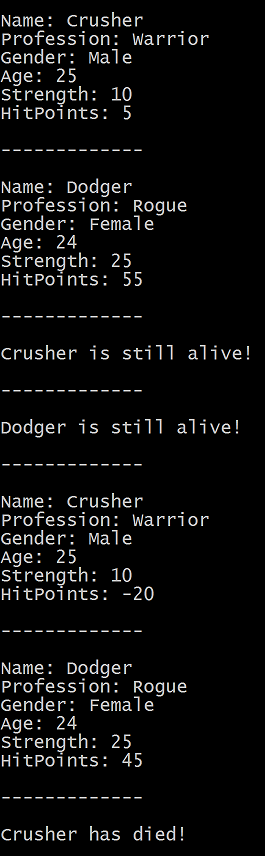 Name: Crusher
Profession: Warrior
Gender: Male
Age: 25
Strength: 10
HitPoints: 5
-------------
Name: Dodger
Profession: Rogue
Gender: Female
Age: 24
Strength: 25
HitPoints: 55
-------------
Crusher is still alive!
-------------
Dodger is still alive!
-------------
Name: Crusher
Profession: Warrior
Gender: Male
Age: 25
Strength: 10
HitPoints: -20
-------------
Name: Dodger
Profession: Rogue
Gender: Female
Age: 24
Strength: 25
HitPoints: 45
-------------
Crusher has died!